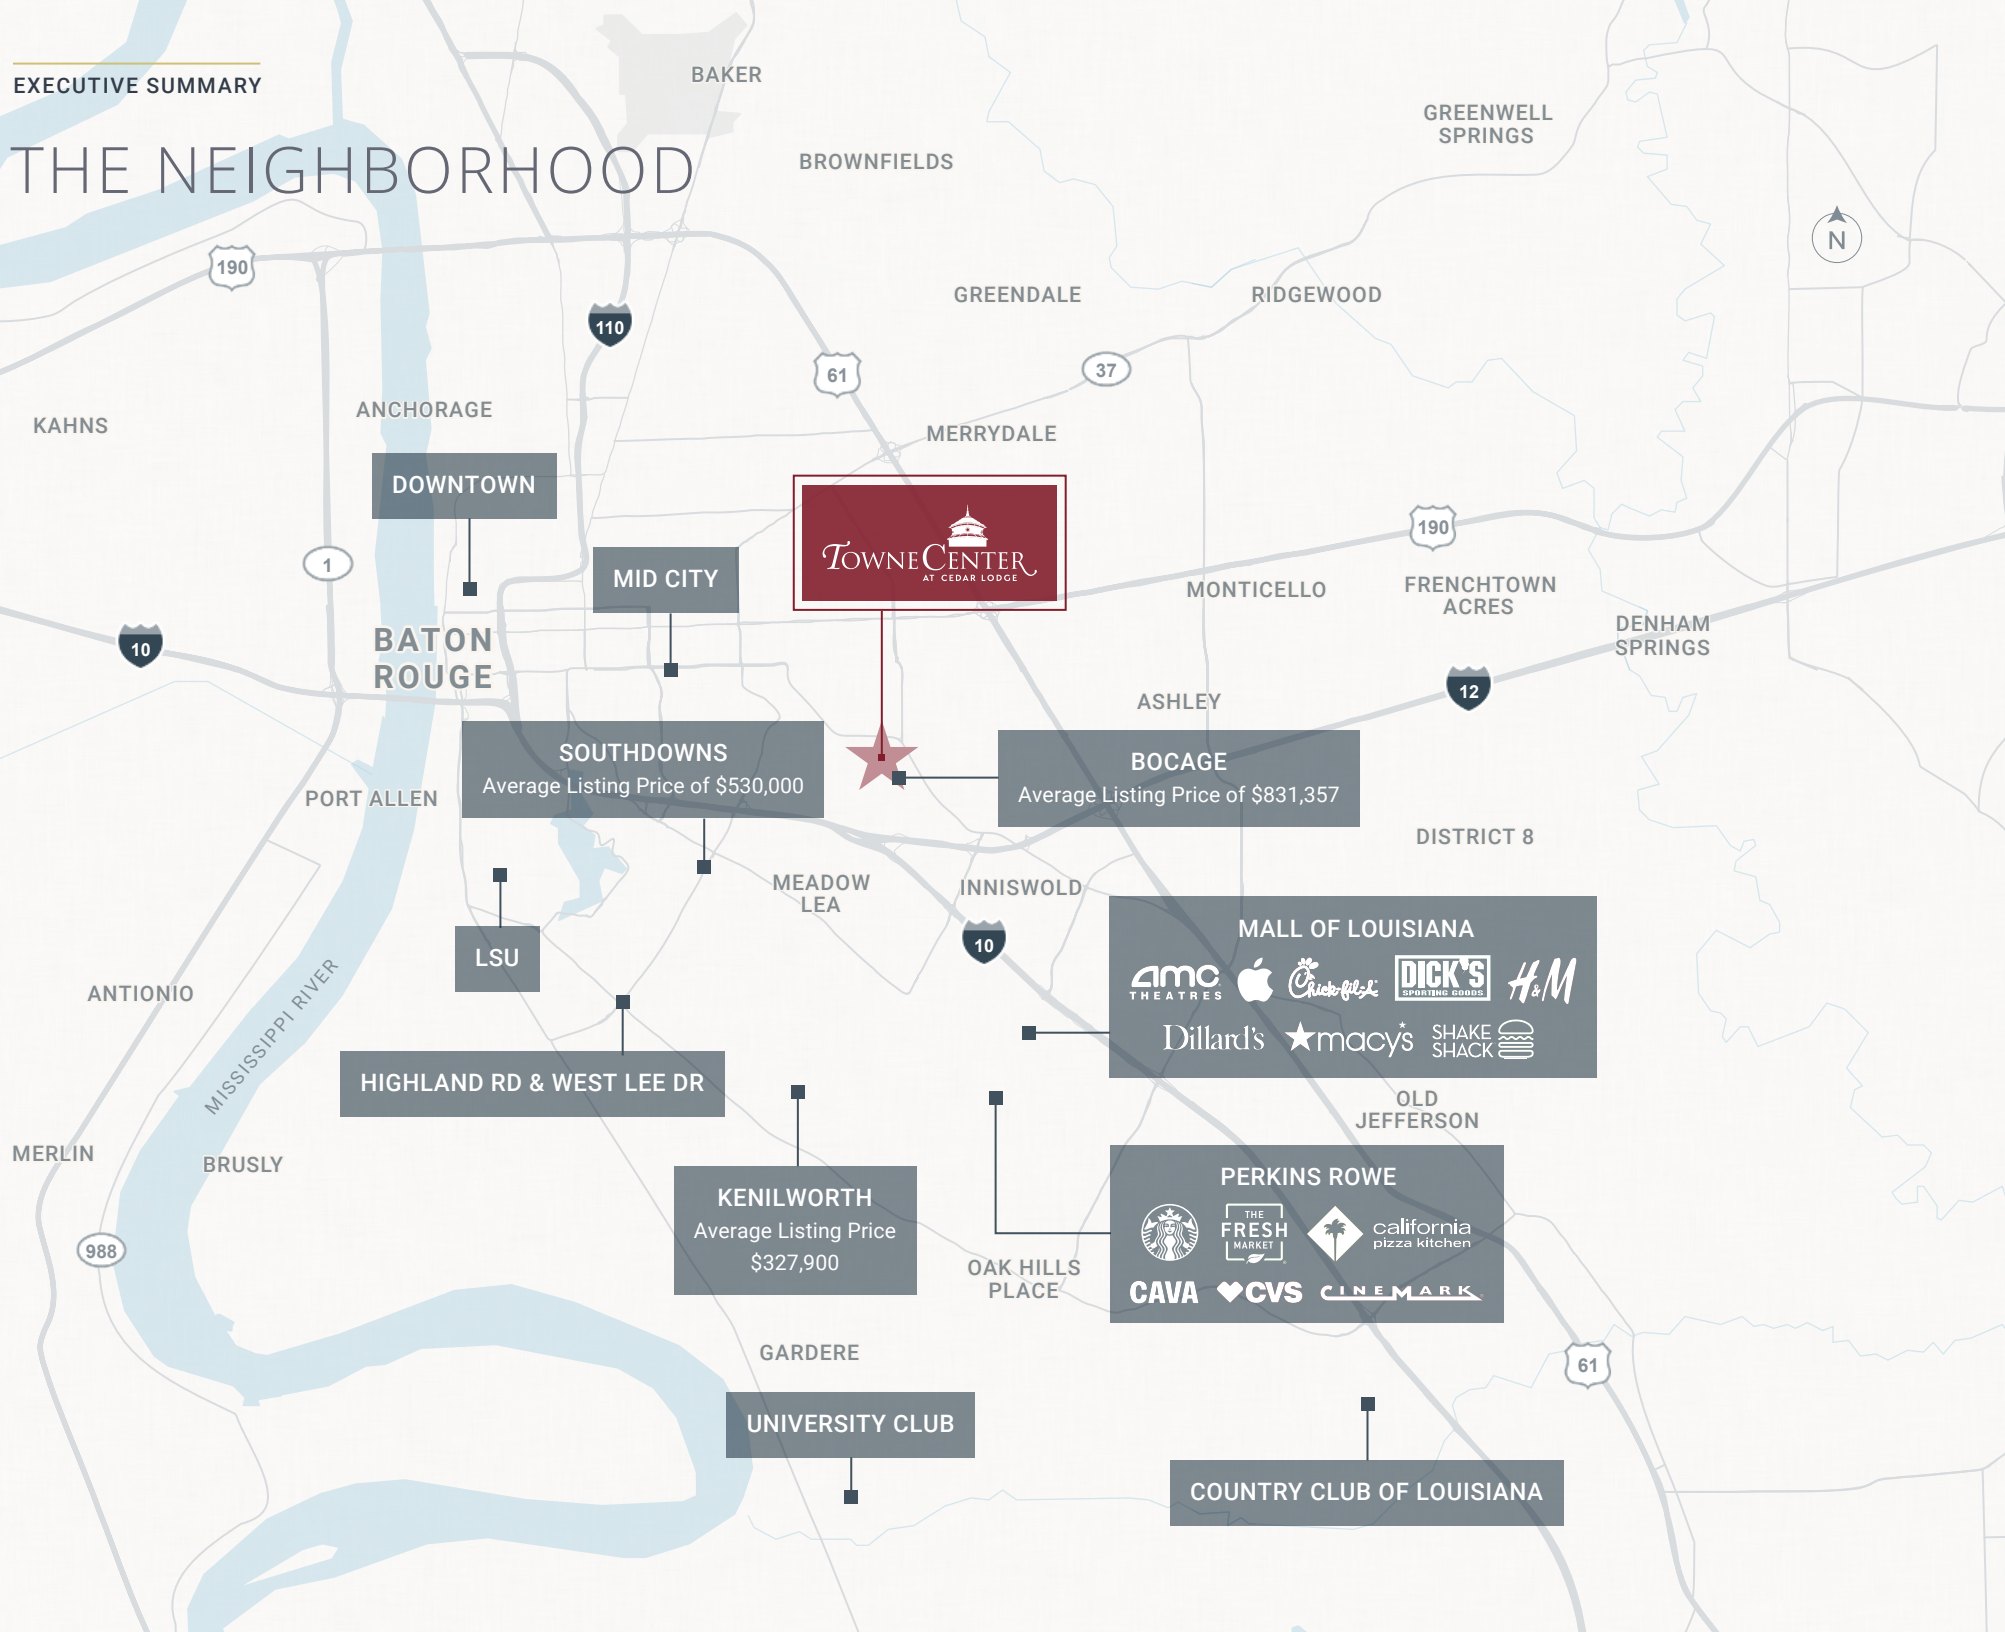 EXECUTIVE SUMMARY
THE NEIGHBORHOOD
BAKER
GREENWELL
SPRINGS
BROWNFIELDS
N
190
110
GREENDALE
RIDGEWOOD
61
37
KAHNS
ANCHORAGE
MERRYDALE
DOWNTOWN
TOWNE CENTER
AT CEDAR LODGE
190
1
MID CITY
MONTICELLO
FRENCHTOWN
ACRES
DENHAM
SPRINGS
10
BATON
ROUGE
12
ASHLEY
SOUTHDOWNS
Average Listing Price of $530,000
BOCAGE
Average Listing Price of $831,357
PORT ALLEN
DISTRICT 8
MEADOW
LEA
INNISWOLD
10
LSU
MALL OF LOUISIANA
amc
THEATRES
Chick-fil-A
DICK'S
SPORTING GOODS
H&M
Dillard's
macy's
SHAKE
SHACK
ANTIONIO
MISSISSIPPI RIVER
HIGHLAND RD & WEST LEE DR
OLD
JEFFERSON
MERLIN
BRUSLY
KENILWORTH
Average Listing Price
$327,900
PERKINS ROWE
THE
FRESH
MARKET
california
pizza kitchen
CAVA
CVS
CINEMARK
988
OAK HILLS
PLACE
GARDERE
61
UNIVERSITY CLUB
COUNTRY CLUB OF LOUISIANA